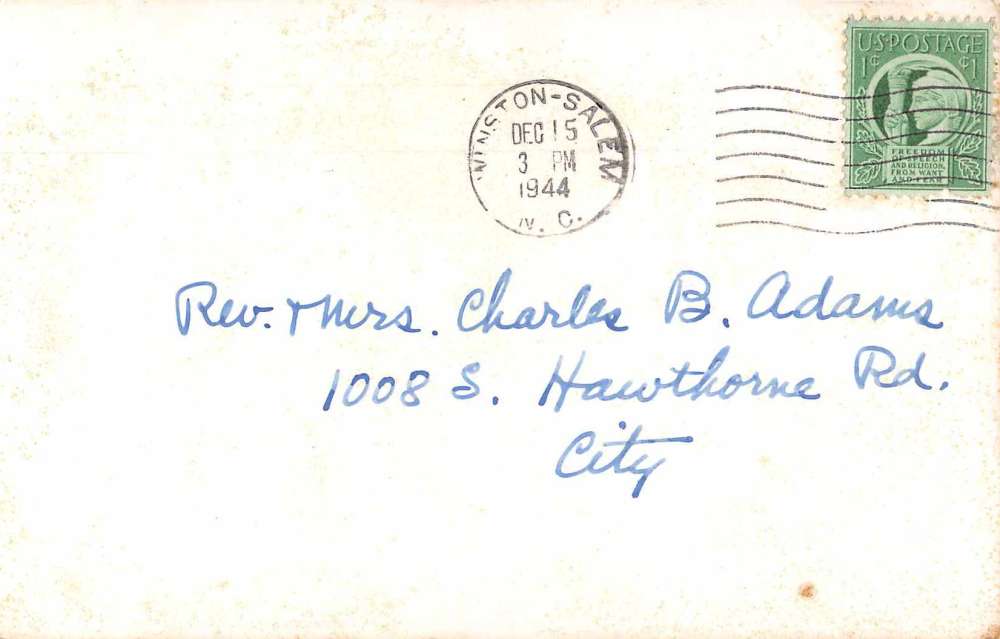 U.S. POSTAGE
1¢ ¢1
FREEDOM
OF SPEECH
AND RELIGION,
FROM WANT
AND FEAR
WINSTON-SALEM
DEC 15
3 PM
1944
N. C.
Rev. & Mrs. Charles B. Adams
1008 S. Hawthorne Rd.
City